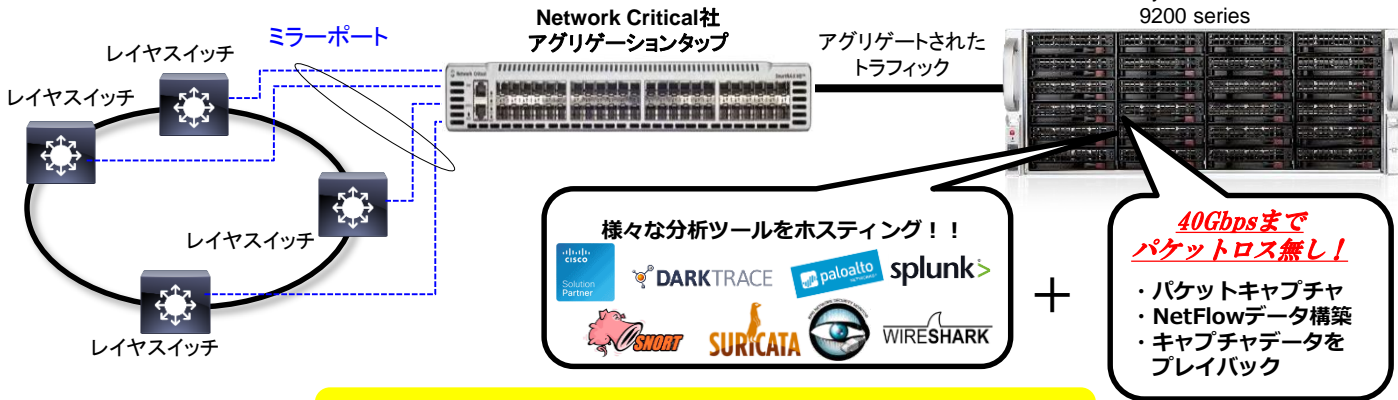 Network Critical社
アグリゲーションタップ
9200 series
ミラーポート
アグリゲートされた
トラフィック
レイヤスイッチ
レイヤスイッチ
レイヤスイッチ
レイヤスイッチ
様々な分析ツールをホスティング！！
CISCO
Solution
Partner
DARKTRACE
paloalto
NETWORKS
splunk>
SNORT
SURICATA
WIRESHARK
＋
40Gbpsまで
パケットロス無し！
・パケットキャプチャ
・NetFlowデータ構築
・キャプチャデータを
プレイバック